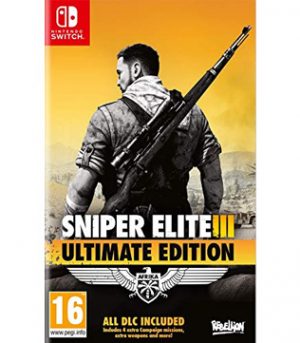 NINTENDO
SWITCH™
SNIPER ELITE III
ULTIMATE EDITION
AFRIKA
16
www.pegi.info
ALL DLC INCLUDED
Includes 4 extra Campaign missions,
extra weapons and more!
REBELLION